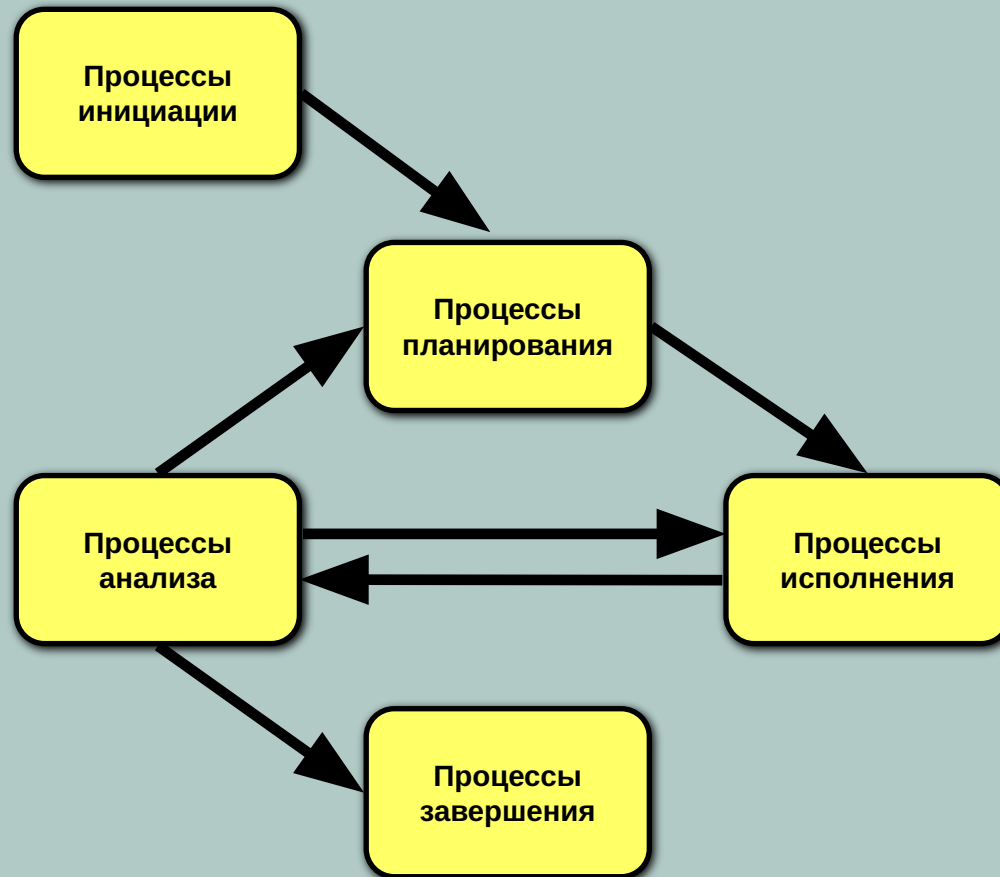 Процессы
инициации
Процессы
планирования
Процессы
анализа
Процессы
исполнения
Процессы
завершения